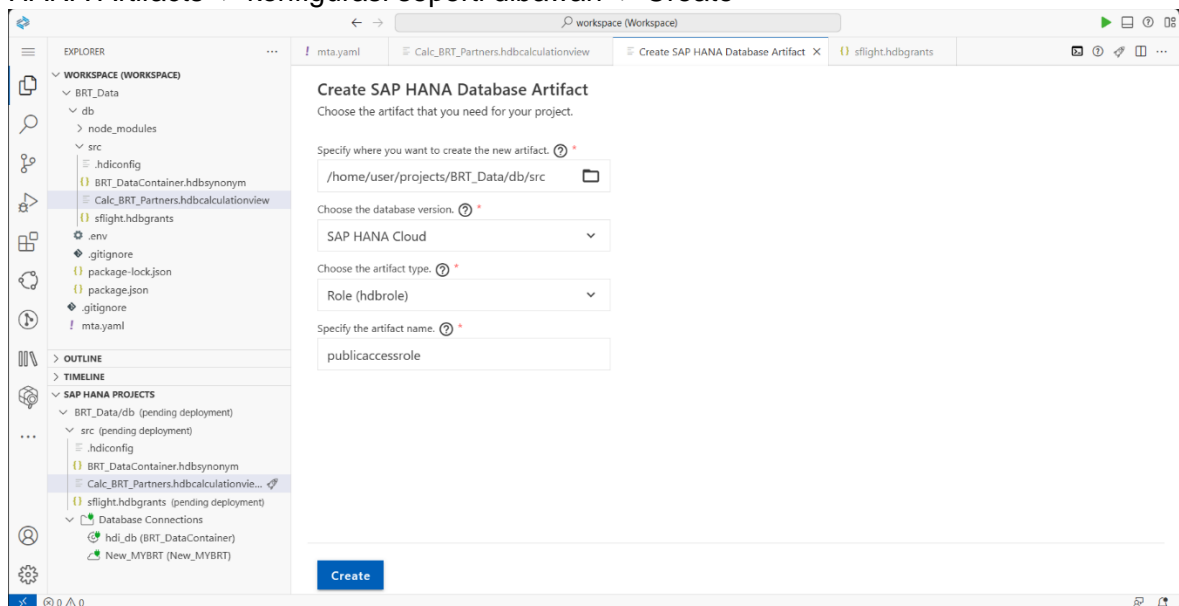 HANA Artifacts -> konfigurasi seperti dibawah -> Create
workspace (Workspace)
EXPLORER
! mta.yaml
Calc_BRT_Partners.hdbcalculationview
Create SAP HANA Database Artifact
{} sflight.hdbgrants
WORKSPACE (WORKSPACE)
BRT_Data
db
node_modules
src
.hdiconfig
{} BRT_DataContainer.hdbsynonym
Calc_BRT_Partners.hdbcalculationview
{} sflight.hdbgrants
.env
.gitignore
{} package-lock.json
{} package.json
.gitignore
! mta.yaml
OUTLINE
TIMELINE
SAP HANA PROJECTS
BRT_Data/db (pending deployment)
src (pending deployment)
.hdiconfig
{} BRT_DataContainer.hdbsynonym
Calc_BRT_Partners.hdbcalculationvie...
{} sflight.hdbgrants (pending deployment)
Database Connections
hdi_db (BRT_DataContainer)
New_MYBRT (New_MYBRT)
Create SAP HANA Database Artifact
Choose the artifact that you need for your project.
Specify where you want to create the new artifact. *
/home/user/projects/BRT_Data/db/src
Choose the database version. *
SAP HANA Cloud
Choose the artifact type. *
Role (hdbrole)
Specify the artifact name. *
publicaccessrole
Create
0 0